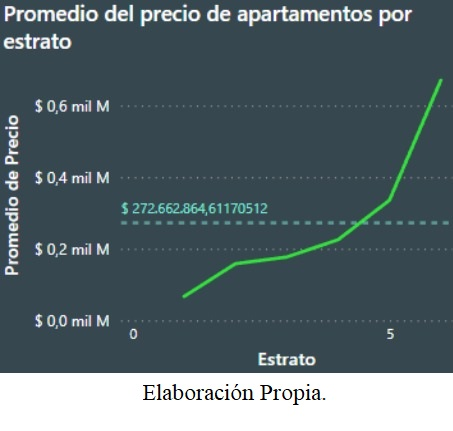 Promedio del precio de apartamentos por
estrato
Promedio de Precio
$ 0,6 mil M
$ 0,4 mil M
$ 272.662.864,61170512
$ 0,2 mil M
$ 0,0 mil M
0
5
Estrato
Elaboración Propia.